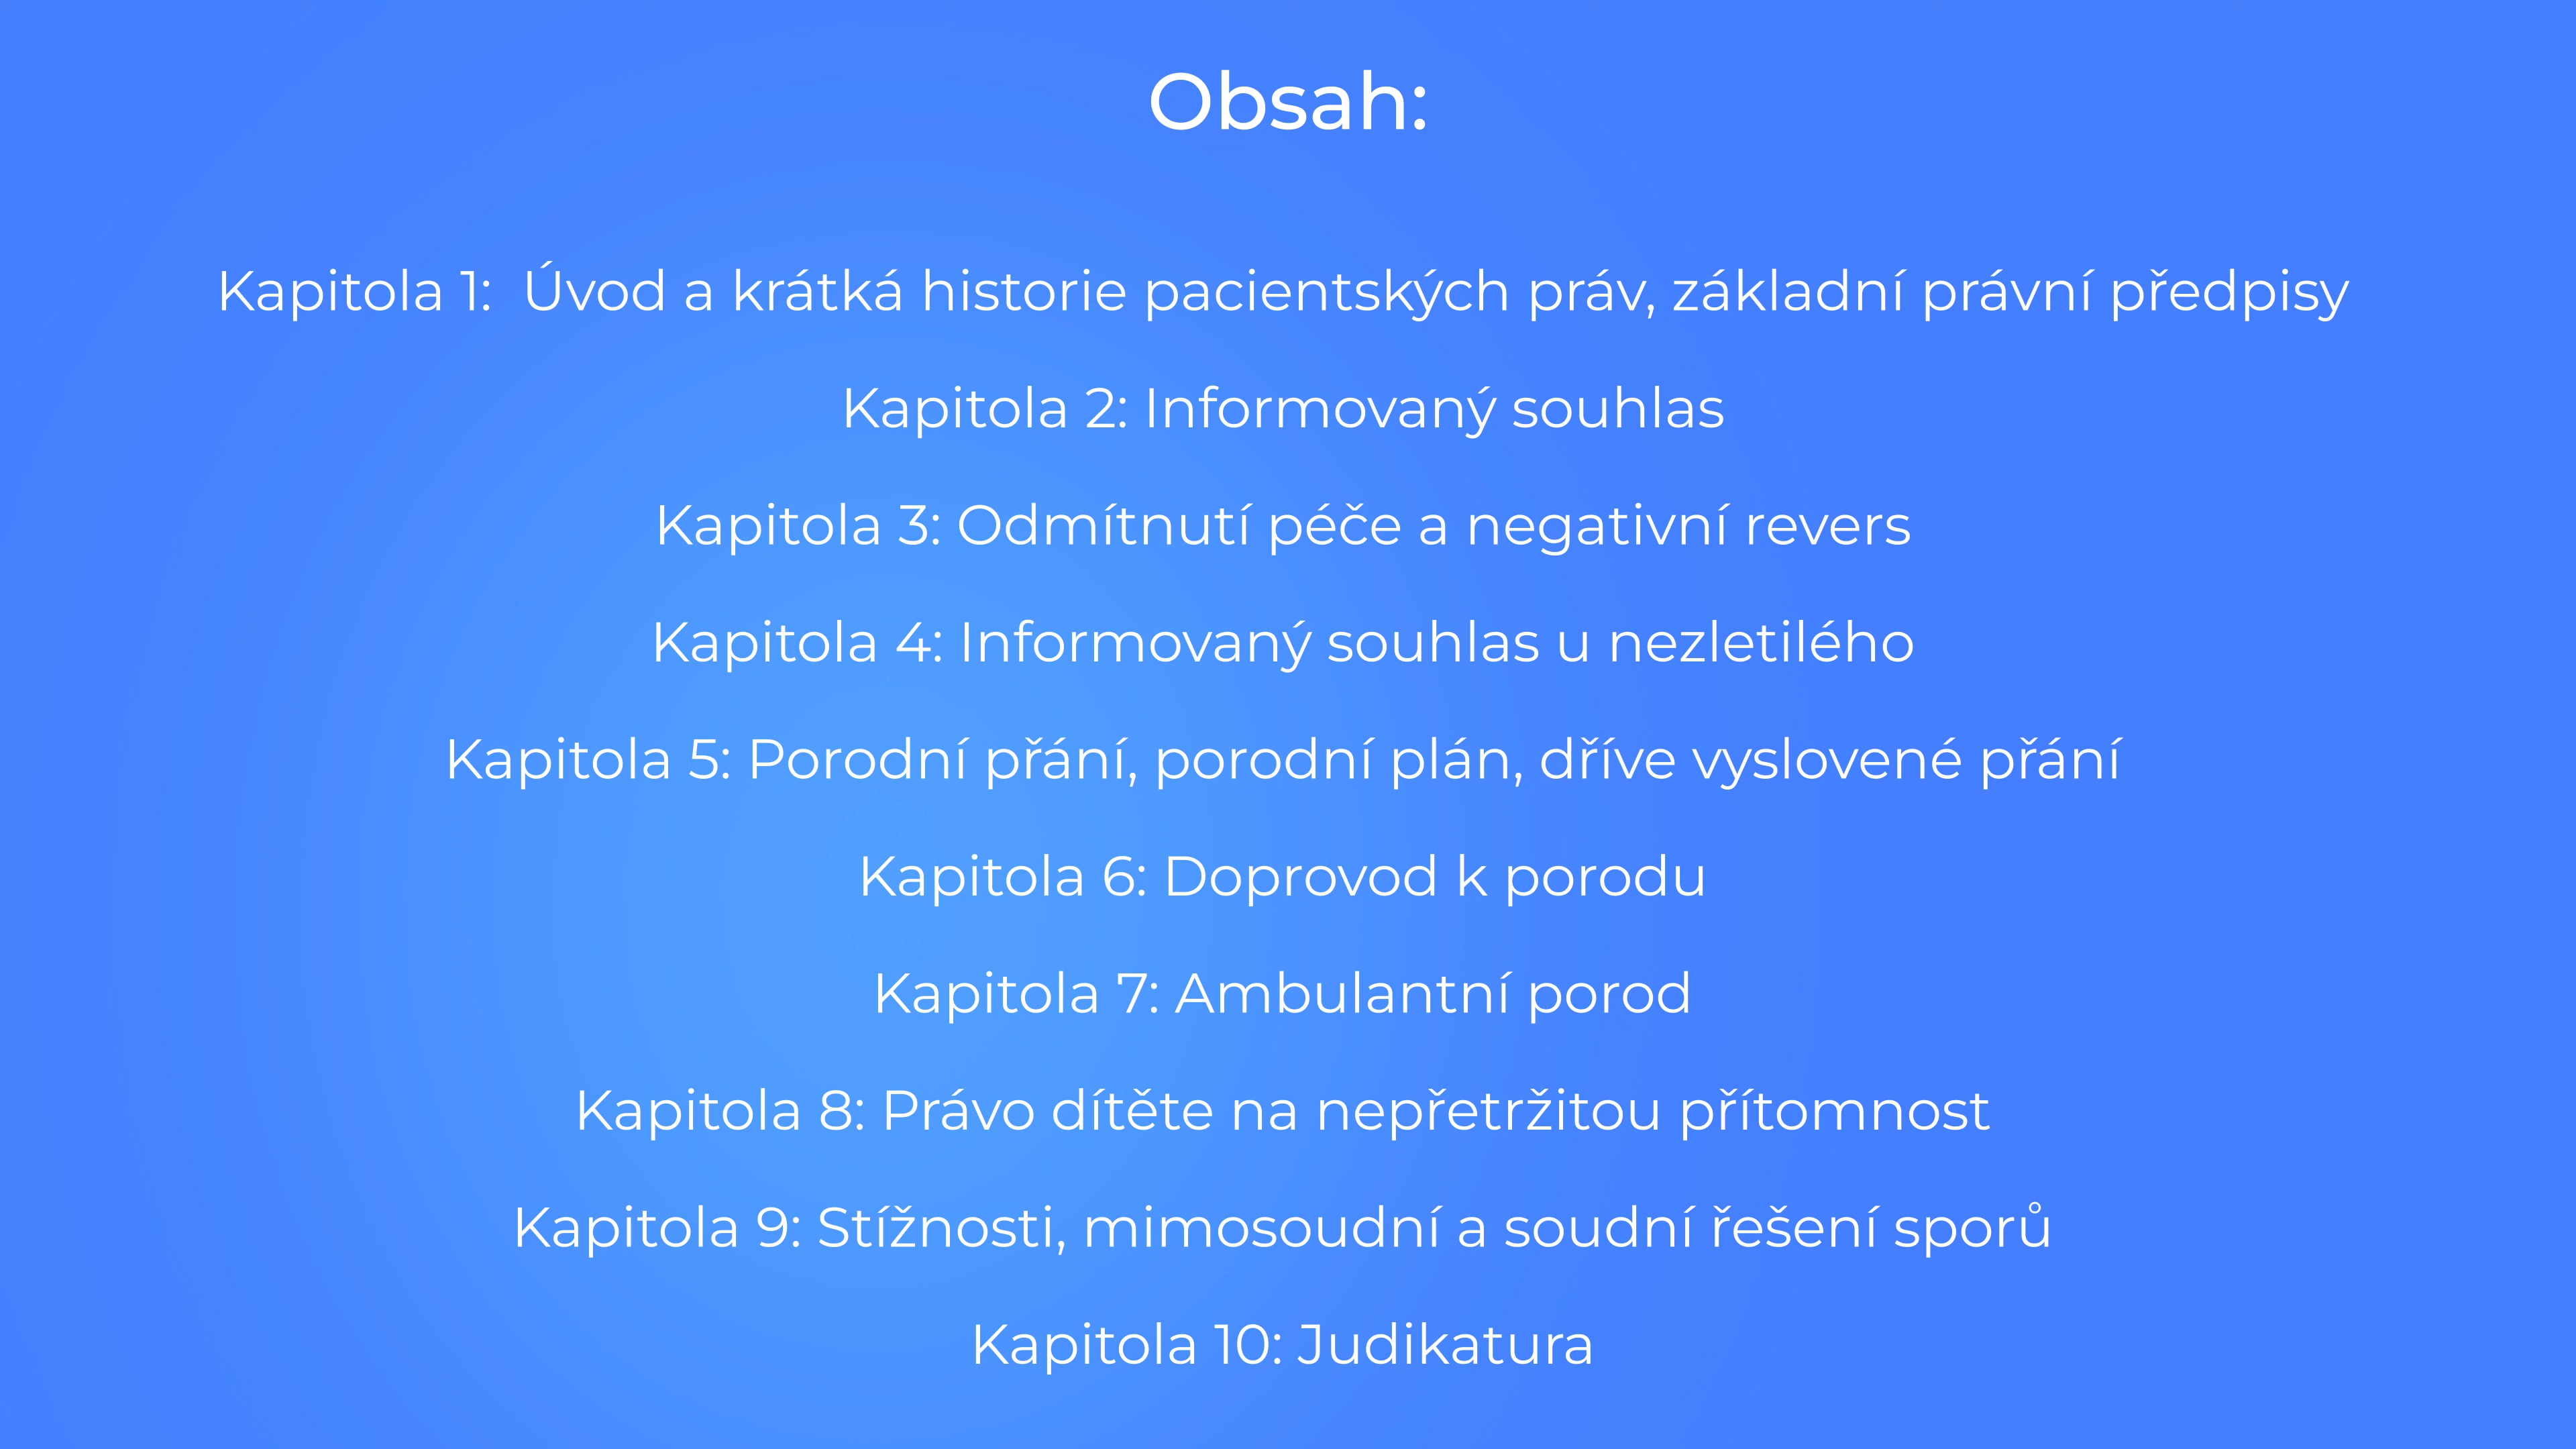 Obsah:
Kapitola 1:  Úvod a krátká historie pacientských práv, základní právní předpisy
Kapitola 2: Informovaný souhlas
Kapitola 3: Odmítnutí péče a negativní revers
Kapitola 4: Informovaný souhlas u nezletilého
Kapitola 5: Porodní přání, porodní plán, dříve vyslovené přání
Kapitola 6: Doprovod k porodu
Kapitola 7: Ambulantní porod
Kapitola 8: Právo dítěte na nepřetržitou přítomnost
Kapitola 9: Stížnosti, mimosoudní a soudní řešení sporů
Kapitola 10: Judikatura